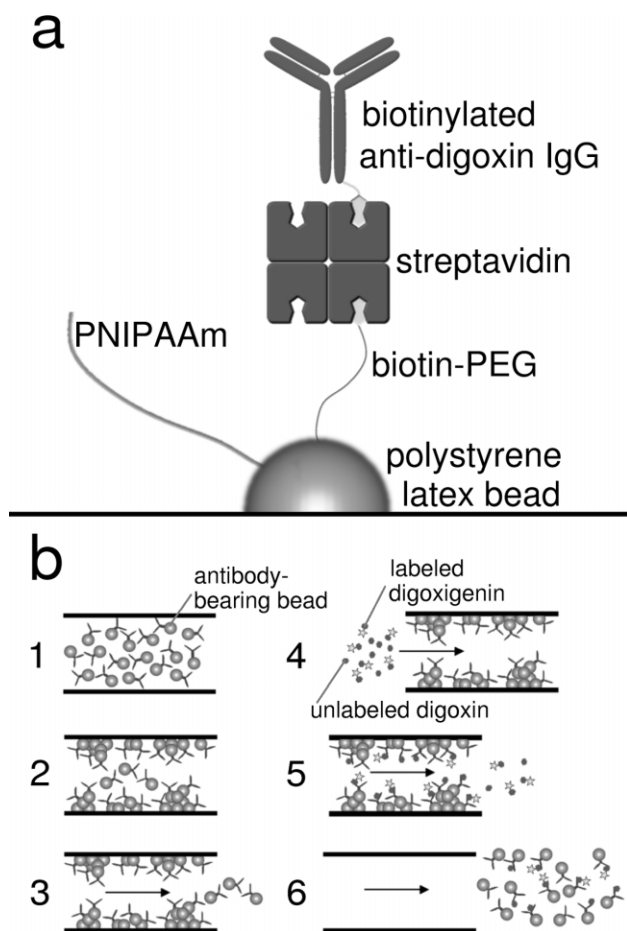 a
biotinylated
anti-digoxin IgG
streptavidin
PNIPAAm
biotin-PEG
polystyrene
latex bead
b
antibody-
bearing bead
1
2
3
labeled
digoxigenin
4
unlabeled digoxin
5
6